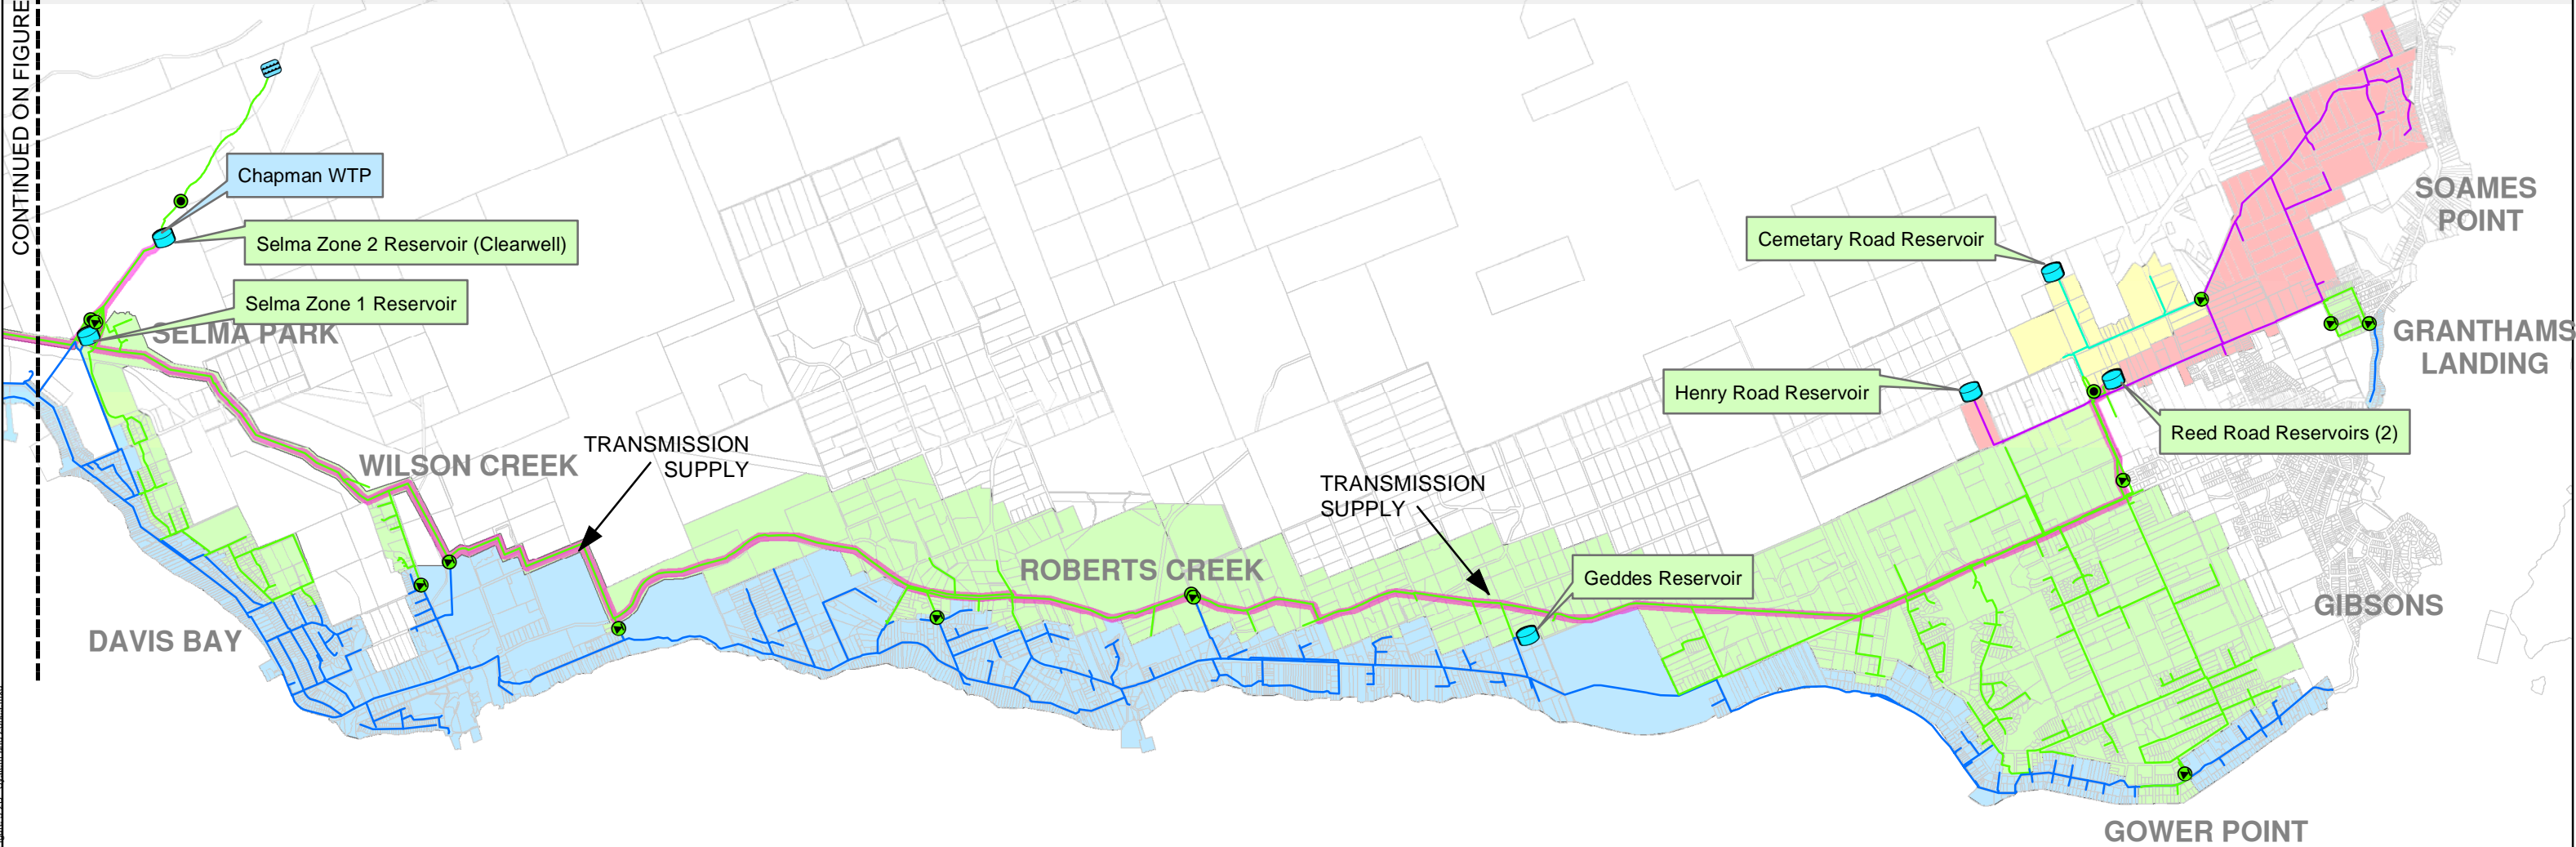 CONTINUED ON FIGURE
Chapman WTP
Selma Zone 2 Reservoir (Clearwell)
Selma Zone 1 Reservoir
SELMA PARK
WILSON CREEK
TRANSMISSION
SUPPLY
DAVIS BAY
ROBERTS CREEK
TRANSMISSION
SUPPLY
Geddes Reservoir
Cemetary Road Reservoir
Henry Road Reservoir
Reed Road Reservoirs (2)
SOAMES
POINT
GRANTHAMS
LANDING
GIBSONS
GOWER POINT